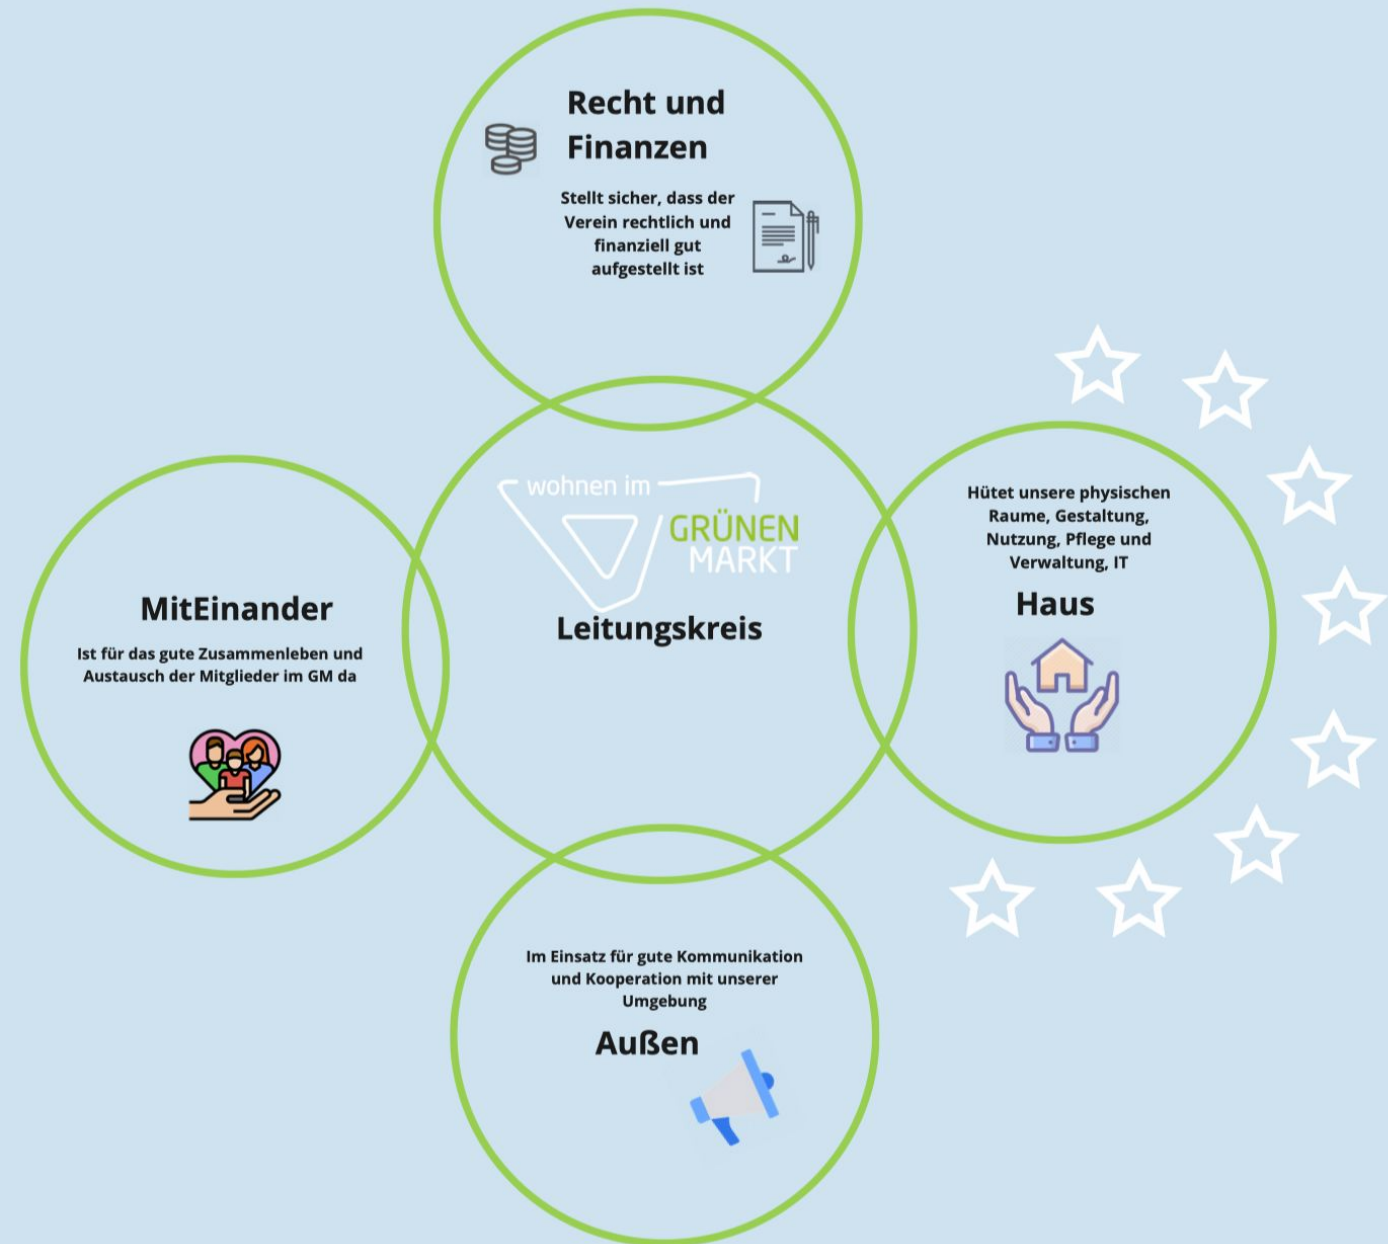 Recht und
Finanzen
Stellt sicher, dass der
Verein rechtlich und
finanziell gut
aufgestellt ist
wohnen im
GRÜNEN
MARKT
Leitungskreis
MitEinander
Ist für das gute Zusammenleben und
Austausch der Mitglieder im GM da
Hütet unsere physischen
Raume, Gestaltung,
Nutzung, Pflege und
Verwaltung, IT
Haus
Im Einsatz für gute Kommunikation
und Kooperation mit unserer
Umgebung
Außen